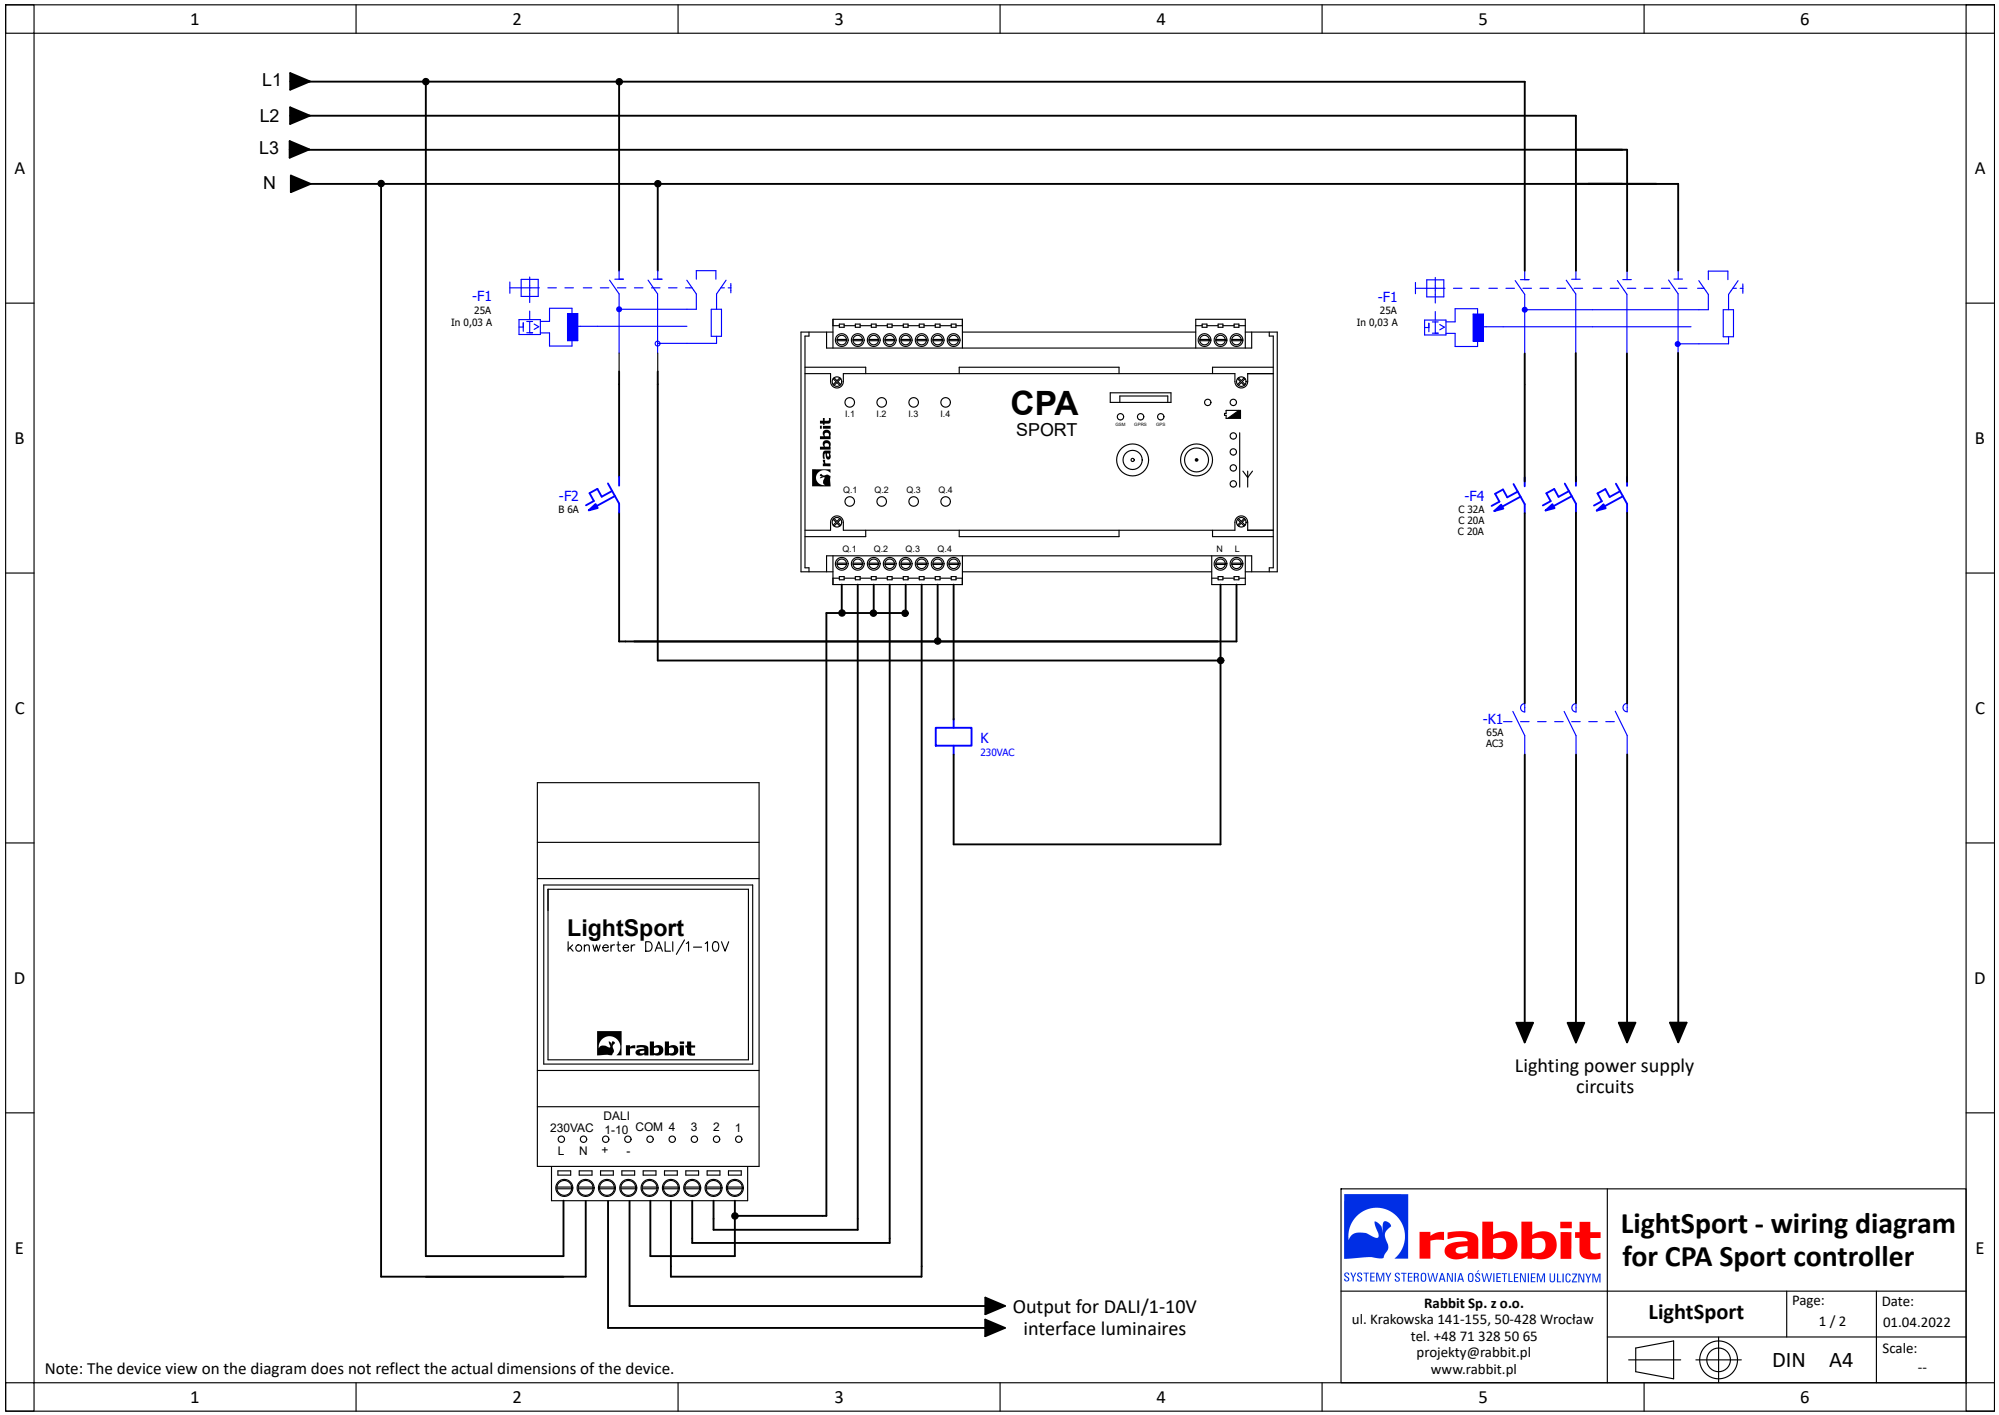 1 2 3 4 5 6
L1
L2
L3
N
A A
-F1
25A
In 0,03 A
-F1
25A
In 0,03 A
CPA
SPORT
I.1 I.2 I.3 I.4
GSM GPRS GPS
rabbit
Q.1 Q.2 Q.3 Q.4
B B
-F2
B 6A
-F4
C 32A
C 20A
C 20A
Q.1 Q.2 Q.3 Q.4 N L
C C
K
230VAC
-K1
65A
AC3
LightSport
konwerter DALI/1-10V
rabbit
D D
Lighting power supply
circuits
DALI
230VAC 1-10 COM 4 3 2 1
L N + -
E E
Output for DALI/1-10V
interface luminaires
rabbit
SYSTEMY STEROWANIA OŚWIETLENIEM ULICZNYM
LightSport - wiring diagram
for CPA Sport controller
Rabbit Sp. z o.o.
ul. Krakowska 141-155, 50-428 Wrocław
tel. +48 71 328 50 65
projekty@rabbit.pl
www.rabbit.pl
LightSport
Page:
1 / 2
Date:
01.04.2022
DIN A4
Scale:
--
Note: The device view on the diagram does not reflect the actual dimensions of the device.
1 2 3 4 5 6